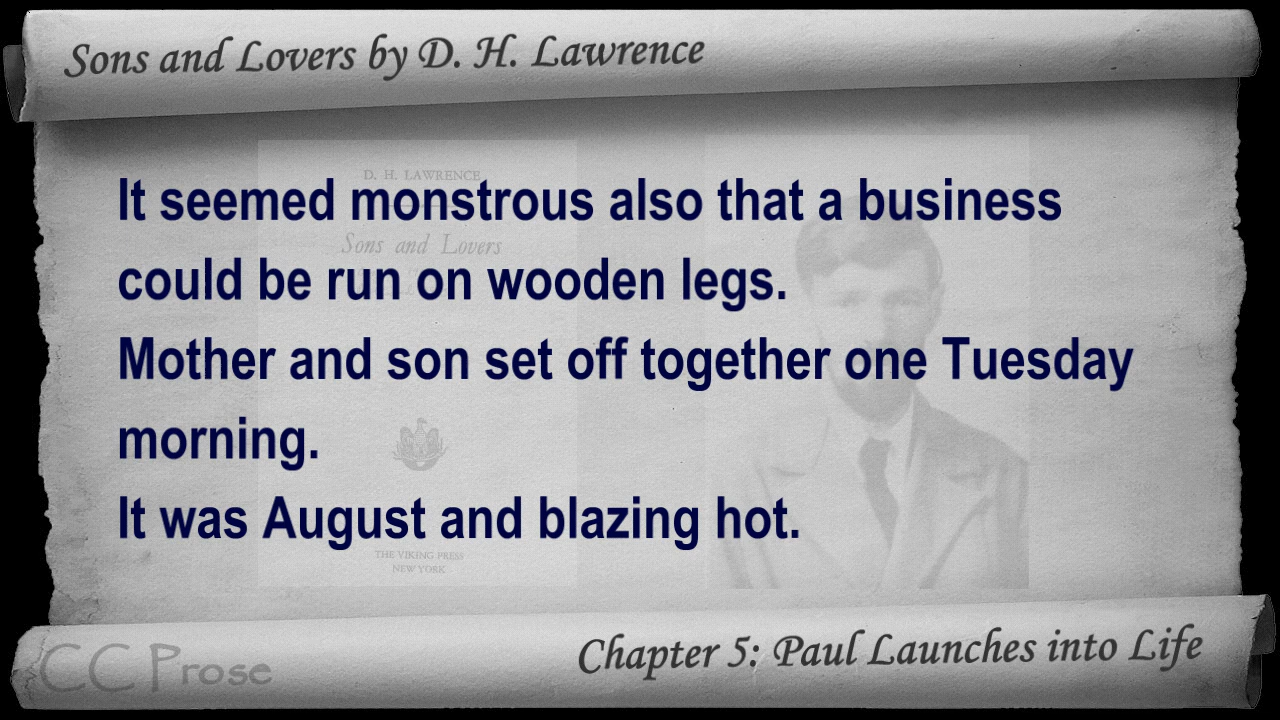 Sons and Lovers by D. H. Lawrence
D. H. LAWRENCE
It seemed monstrous also that a business
Sons and Lovers
could be run on wooden legs.
Mother and son set off together one Tuesday
morning.
It was August and blazing hot.
THE VIKING PRESS
NEW YORK
CC Prose
Chapter 5: Paul Launches into Life